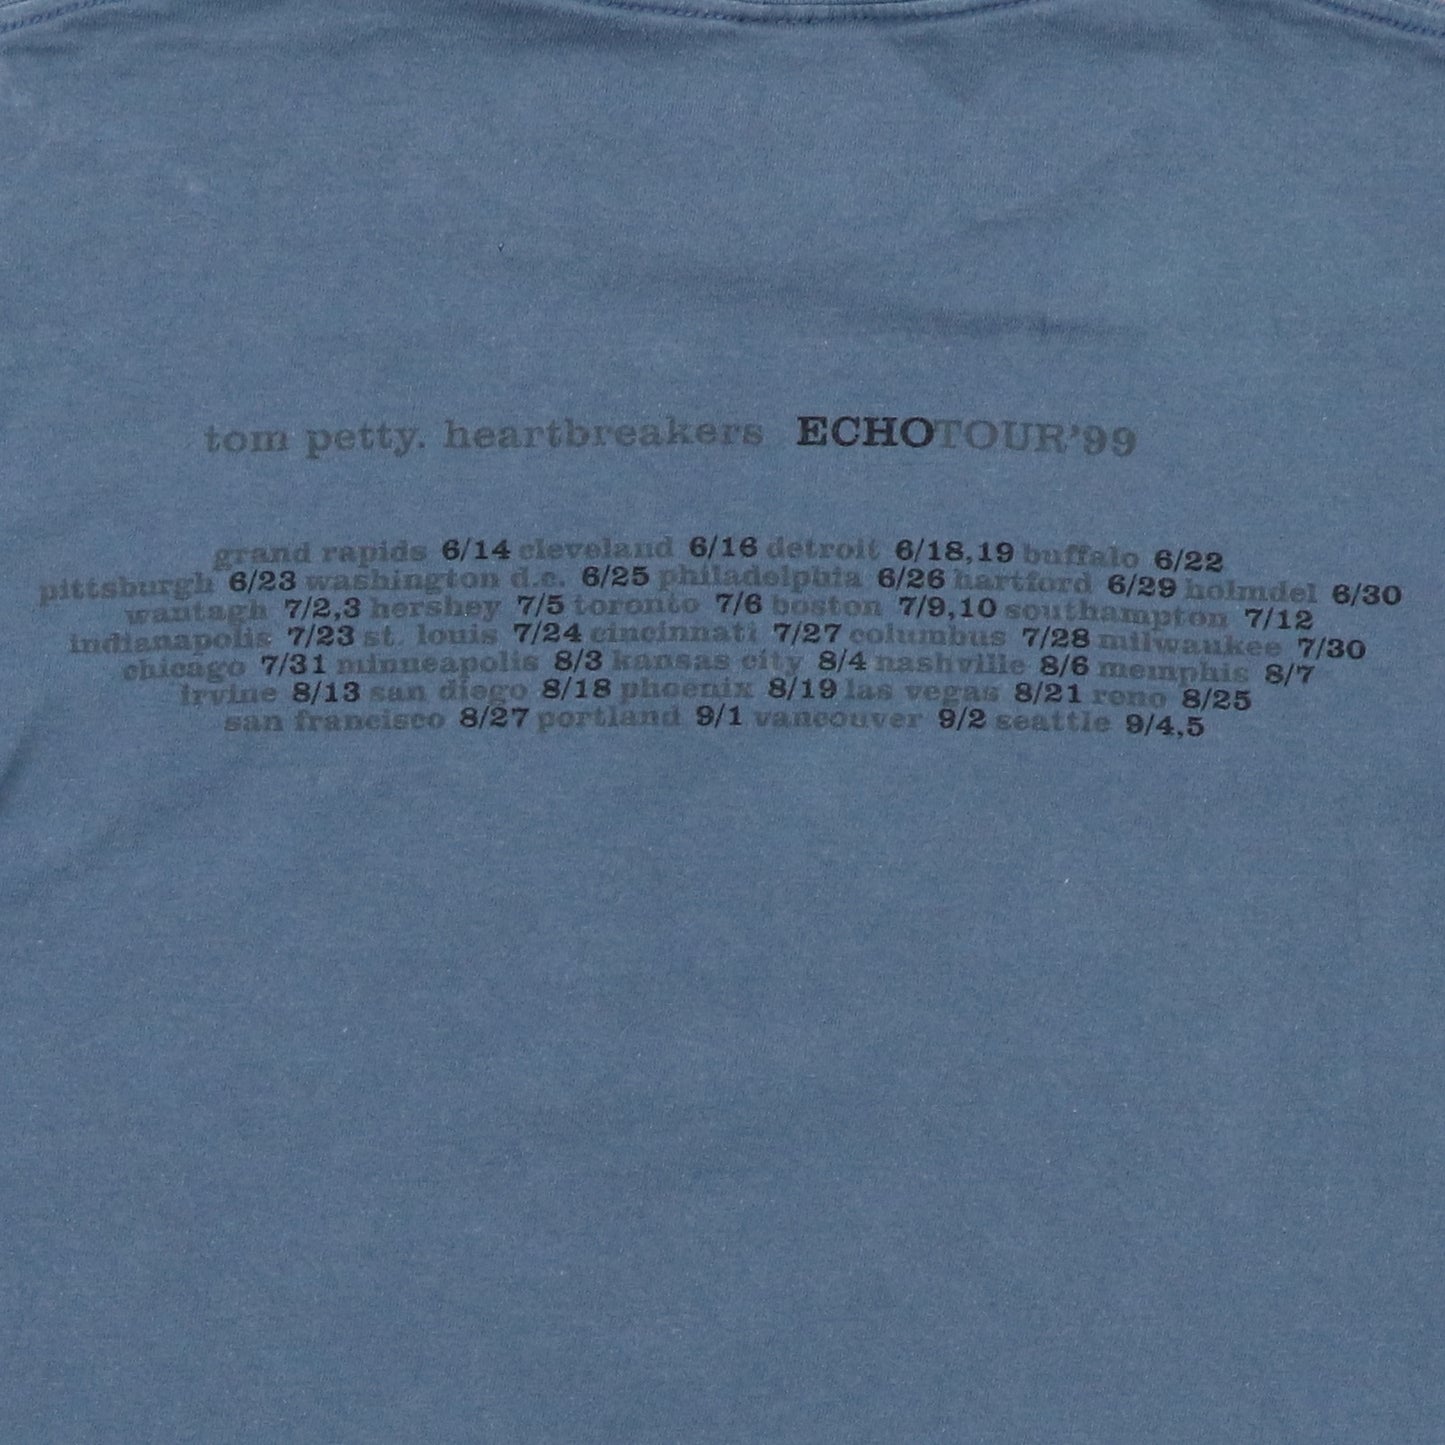 tom petty. heartbreakers ECHOTOUR'99
grand rapids 6/14 cleveland 6/16 detroit 6/18,19 buffalo 6/22
pittsburgh 6/23 washington d.c. 6/25 philadelphia 6/26 hartford 6/29 holmdel 6/30
wantagh 7/2,3 hershey 7/5 toronto 7/6 boston 7/9,10 southampton 7/12
indianapolis 7/23 st. louis 7/24 cincinnati 7/27 columbus 7/28 milwaukee 7/30
chicago 7/31 minneapolis 8/3 kansas city 8/4 nashville 8/6 memphis 8/7
irvine 8/13 san diego 8/18 phoenix 8/19 las vegas 8/21 reno 8/25
san francisco 8/27 portland 9/1 vancouver 9/2 seattle 9/4,5